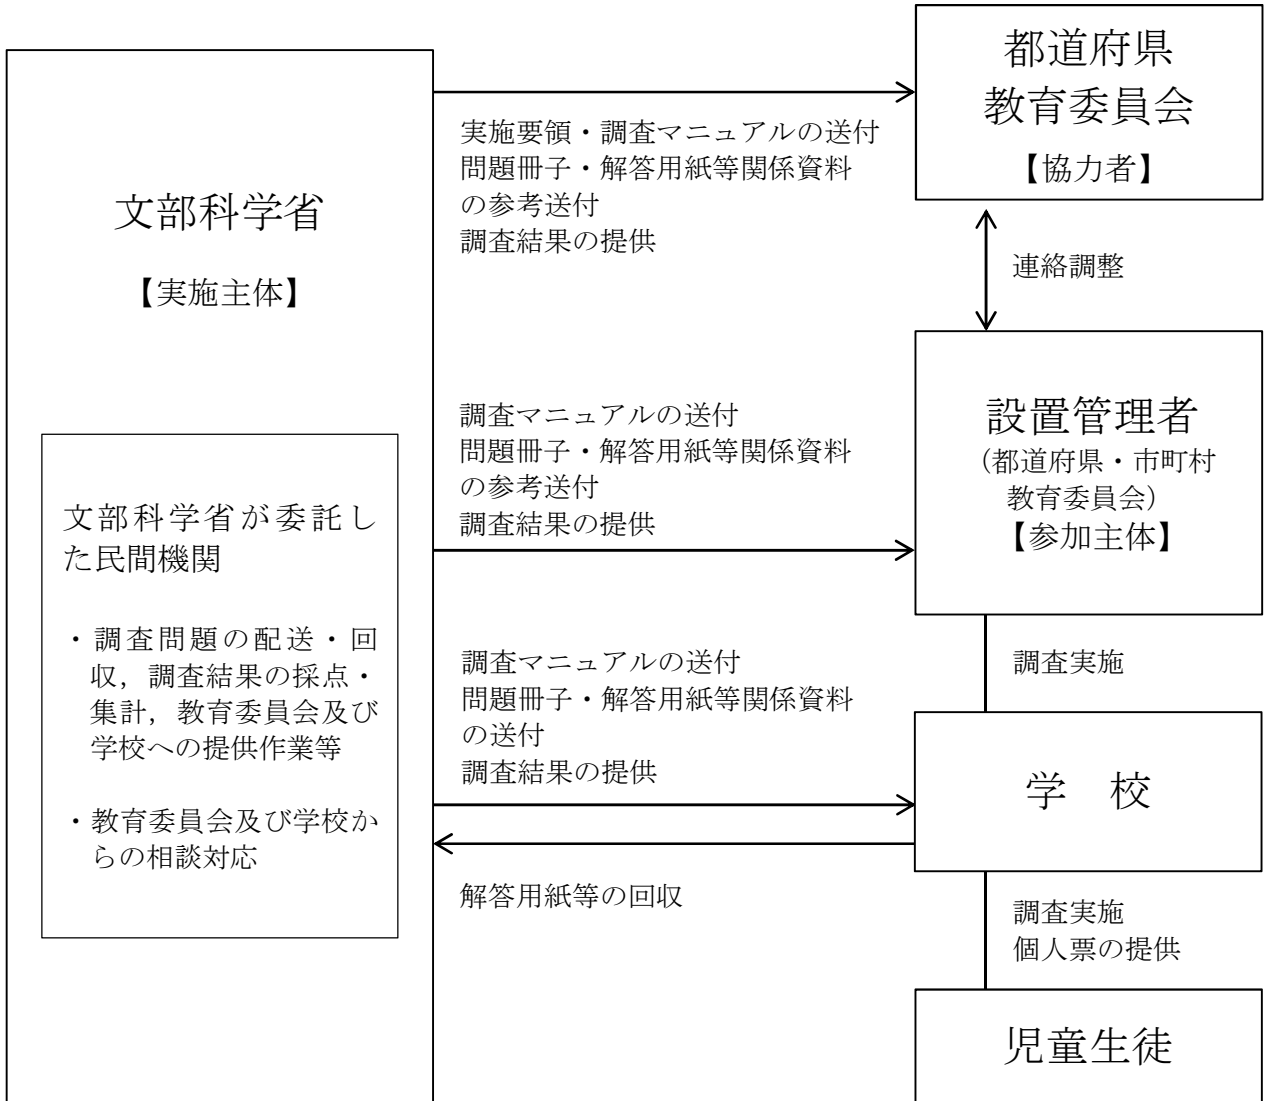 文部科学省
【実施主体】
文部科学省が委託し
た民間機関
・調査問題の配送・回
収，調査結果の採点・
集計，教育委員会及び
学校への提供作業等
・教育委員会及び学校か
らの相談対応
実施要領・調査マニュアルの送付
問題冊子・解答用紙等関係資料
の参考送付
調査結果の提供
都道府県
教育委員会
【協力者】
連絡調整
調査マニュアルの送付
問題冊子・解答用紙等関係資料
の参考送付
調査結果の提供
設置管理者
（都道府県・市町村
教育委員会）
【参加主体】
調査実施
調査マニュアルの送付
問題冊子・解答用紙等関係資料
の送付
調査結果の提供
学　校
解答用紙等の回収
調査実施
個人票の提供
児童生徒